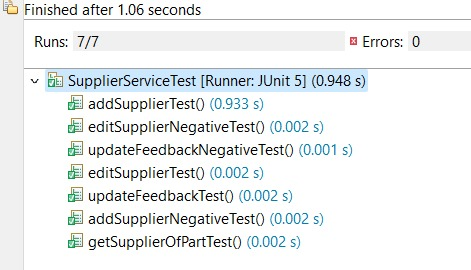 Finished after 1.06 seconds
Runs: 7/7 Errors: 0
SupplierServiceTest [Runner: JUnit 5] (0.948 s)
addSupplierTest() (0.933 s)
editSupplierNegativeTest() (0.002 s)
updateFeedbackNegativeTest() (0.001 s)
editSupplierTest() (0.002 s)
updateFeedbackTest() (0.002 s)
addSupplierNegativeTest() (0.002 s)
getSupplierOfPartTest() (0.002 s)